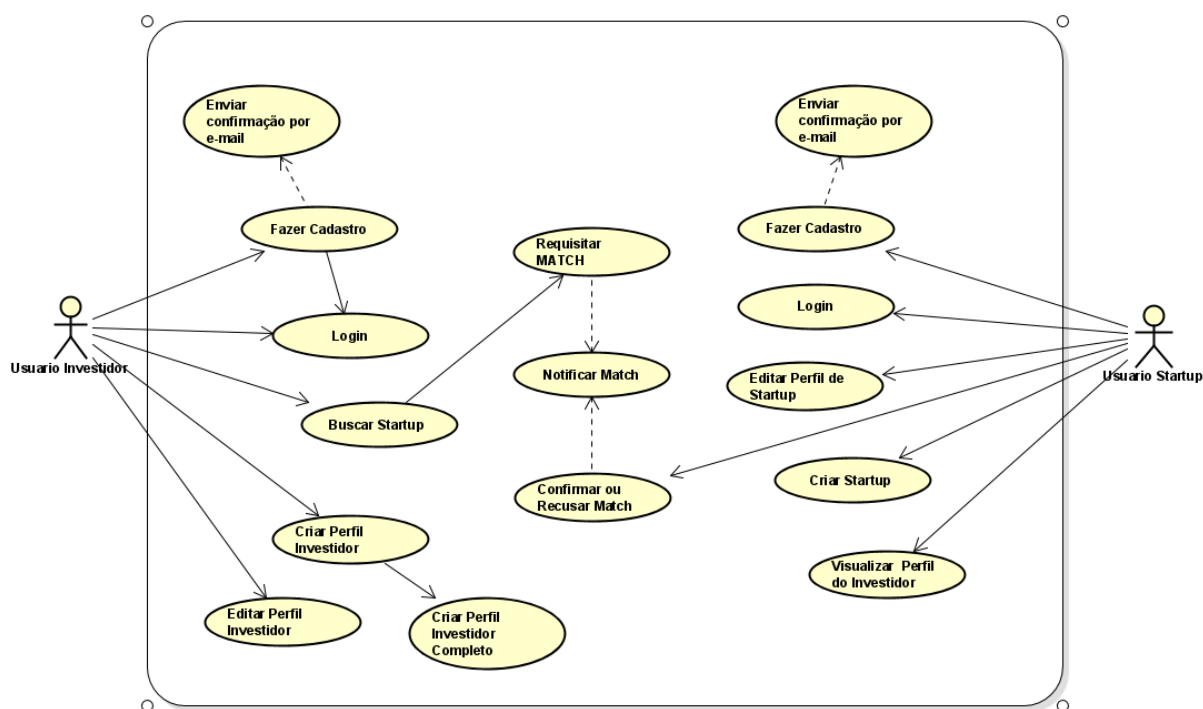 Enviar
confirmação por
e-mail
Enviar
confirmação por
e-mail
Fazer Cadastro
Fazer Cadastro
Requisitar
MATCH
Login
Login
Usuario Investidor
Usuario Startup
Notificar Match
Editar Perfil de
Startup
Buscar Startup
Confirmar ou
Recusar Match
Criar Startup
Criar Perfil
Investidor
Visualizar  Perfil
do Investidor
Editar Perfil
Investidor
Criar Perfil
Investidor
Completo